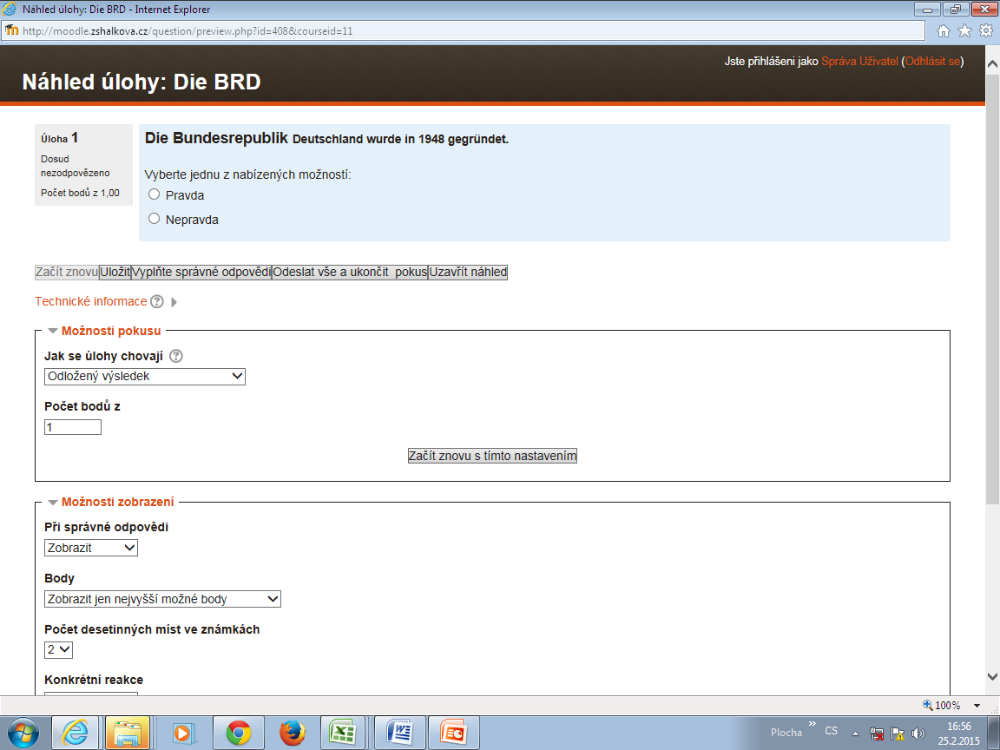 Náhled úlohy: Die BRD - Internet Explorer
http://moodle.zshalkova.cz/question/preview.php?id=408&courseid=11
Jste přihlášeni jako Správa Uživatel (Odhlásit se)
Náhled úlohy: Die BRD
Úloha 1
Dosud
nezodpovězeno
Počet bodů z 1,00
Die Bundesrepublik Deutschland wurde in 1948 gegründet.
Vyberte jednu z nabízených možností:
Pravda
Nepravda
Začít znovu Uložit Vyplňte správné odpovědi Odeslat vše a ukončit pokus Uzavřít náhled
Technické informace ?
Možnosti pokusu
Jak se úlohy chovají ?
Odložený výsledek
Počet bodů z
1
Začít znovu s tímto nastavením
Možnosti zobrazení
Při správné odpovědi
Zobrazit
Body
Zobrazit jen nejvyšší možné body
Počet desetinných míst ve známkách
2
Konkrétní reakce
100%
Plocha » CS 16:56
25.2.2015